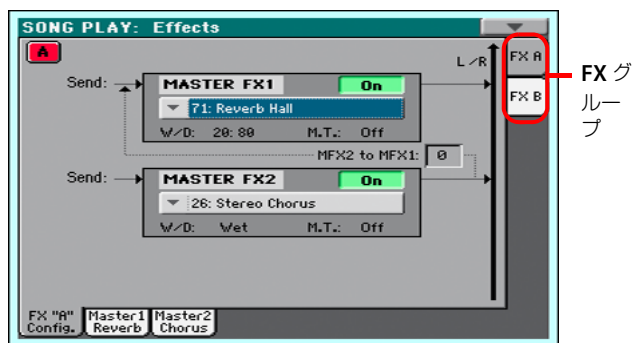 SONG PLAY: Effects
A
L/R
FX A
FX B
FX グ
ルー
プ
Send:
MASTER FX1
On
71: Reverb Hall
W/D: 20:80 M.T.: Off
MFX2 to MFX1: 0
Send:
MASTER FX2
On
26: Stereo Chorus
W/D: Wet M.T.: Off
FX "A" Config.
Master1 Reverb
Master2 Chorus